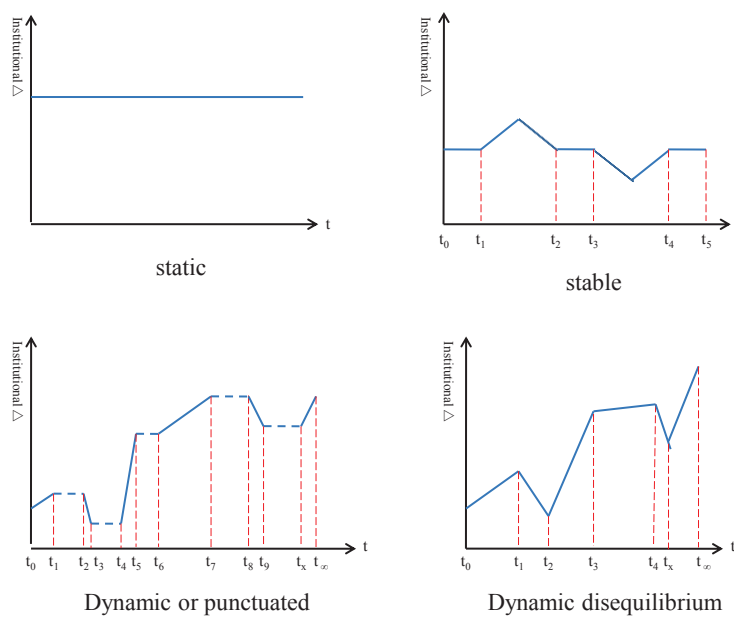 Institutional △
t
static
Institutional △
t₀ t₁ t₂ t₃ t₄ t₅
stable
Institutional △
t
t₀ t₁ t₂ t₃ t₄ t₅ t₆ t₇ t₈ t₉ tₓ t∞
Dynamic or punctuated
Institutional △
t
t₀ t₁ t₂ t₃ t₄ tₓ t∞
Dynamic disequilibrium